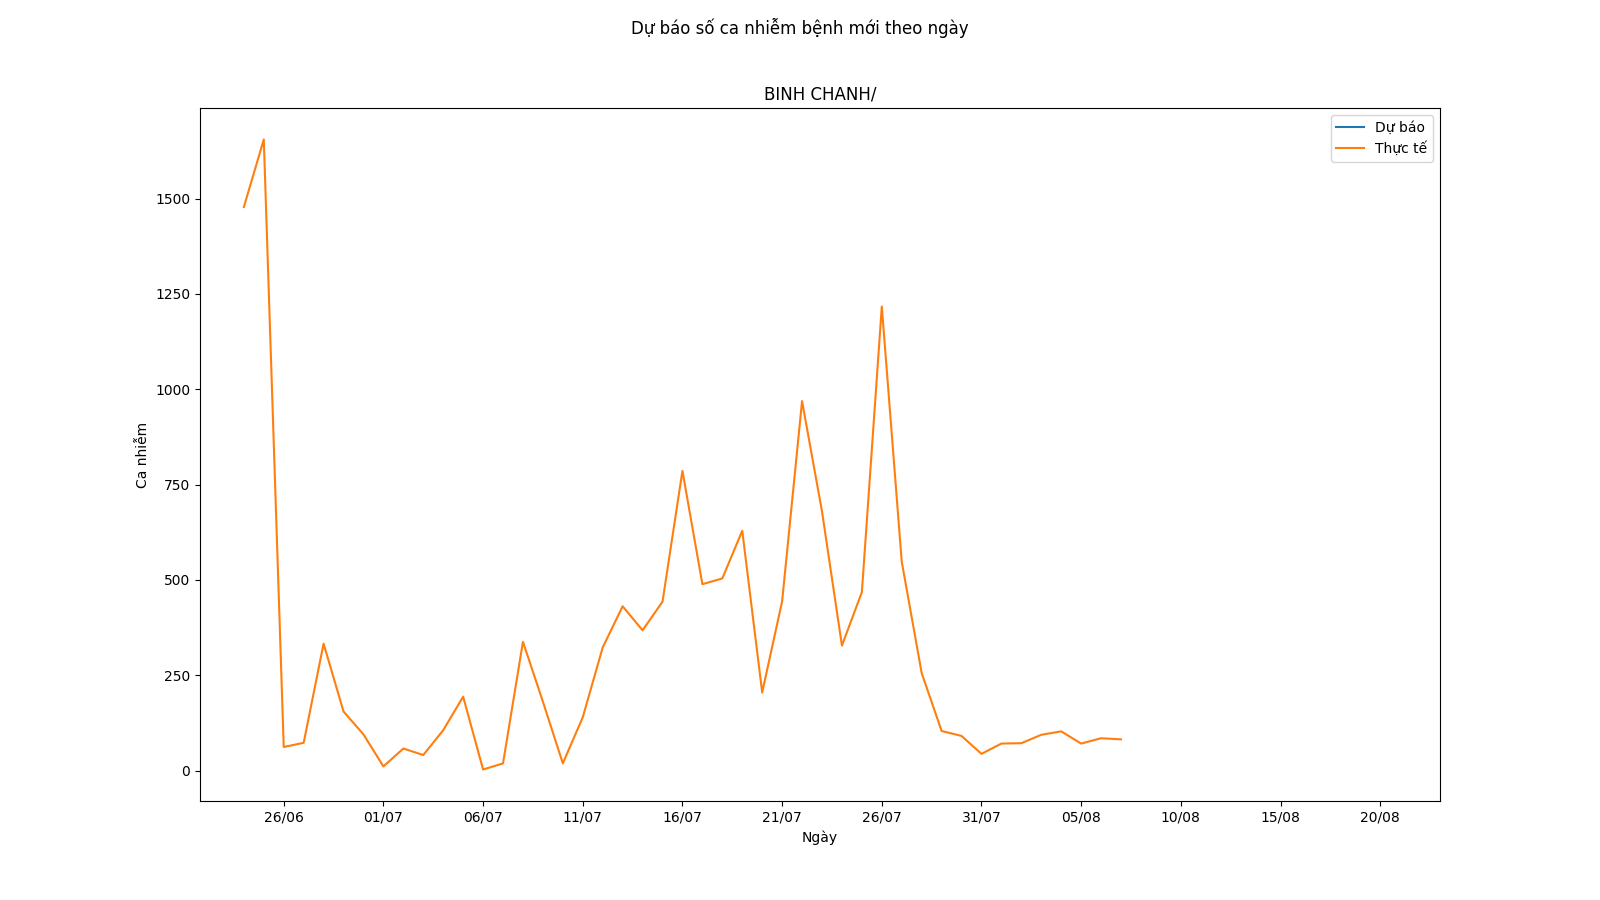 Dự báo số ca nhiễm bệnh mới theo ngày
BINH CHANH/
Dự báo
Thực tế
1500
1250
1000
750
500
250
0
Ca nhiễm
26/06 01/07 06/07 11/07 16/07 21/07 26/07 31/07 05/08 10/08 15/08 20/08
Ngày